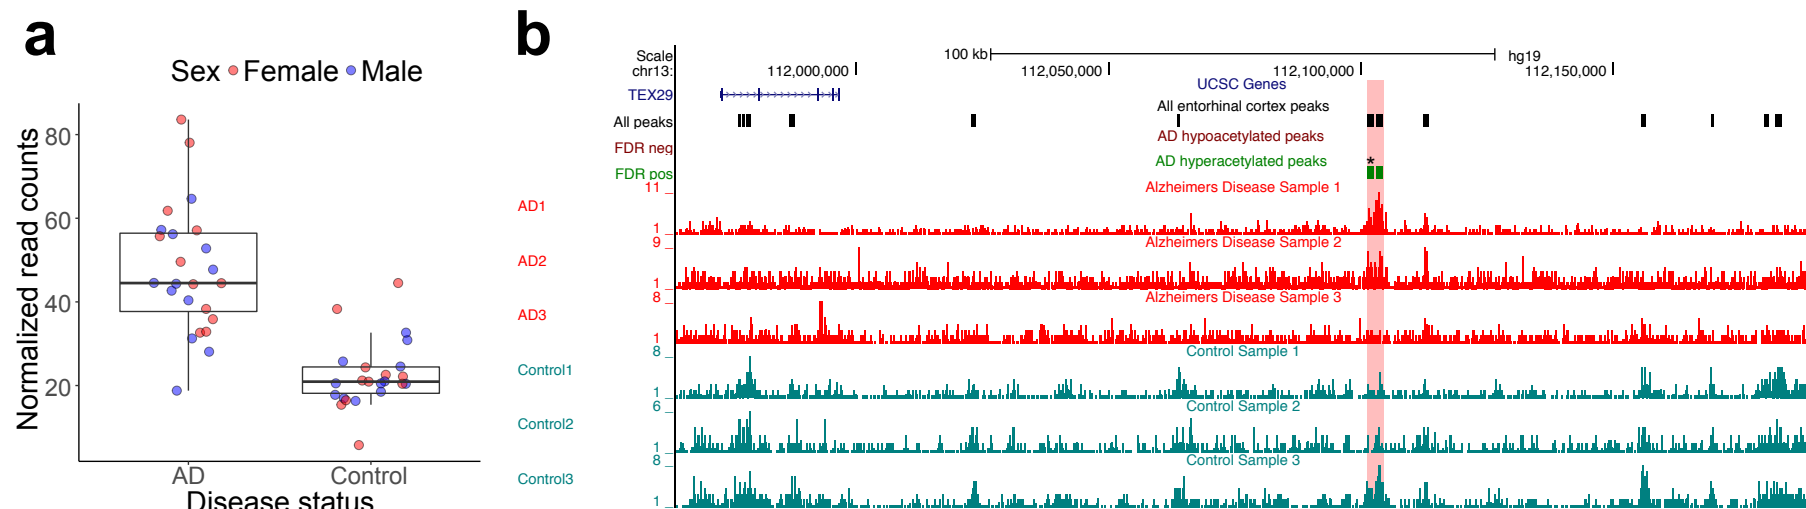 a
Sex Female Male
Normalized read counts
80
60
40
20
AD Control
Disease status
b
Scale 100 kb hg19
chr13: 112,000,000 112,050,000 112,100,000 112,150,000
UCSC Genes
TEX29
All entorhinal cortex peaks
All peaks
AD hypoacetylated peaks
FDR neg
AD hyperacetylated peaks
*
FDR pos
Alzheimers Disease Sample 1
11 _
AD1
1 _
Alzheimers Disease Sample 2
9 _
AD2
1 _
Alzheimers Disease Sample 3
8 _
AD3
1 _
Control Sample 1
8 _
Control1
1 _
Control Sample 2
6 _
Control2
1 _
Control Sample 3
8 _
Control3
1 _